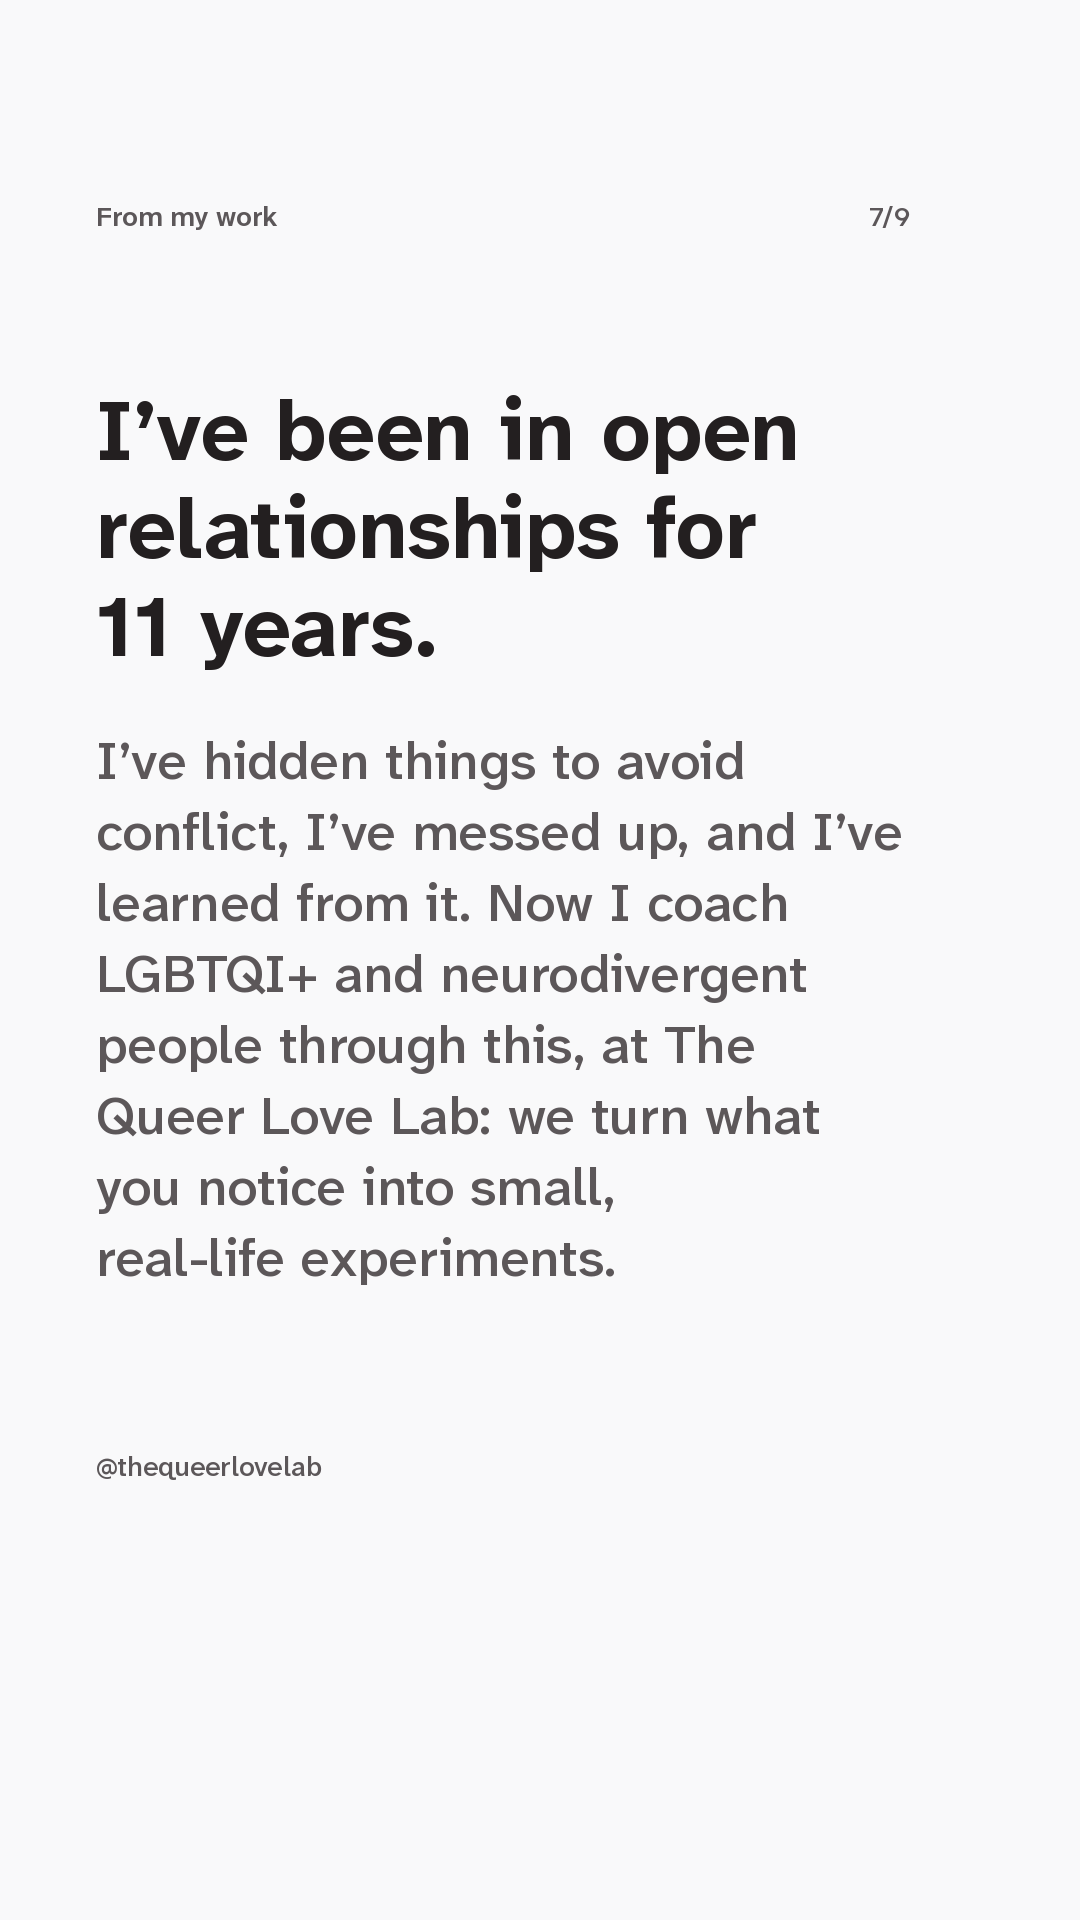 From my work
7/9
I’ve been in open
relationships for
11 years.
I’ve hidden things to avoid
conflict, I’ve messed up, and I’ve
learned from it. Now I coach
LGBTQI+ and neurodivergent
people through this, at The
Queer Love Lab: we turn what
you notice into small,
real-life experiments.
@thequeerlovelab